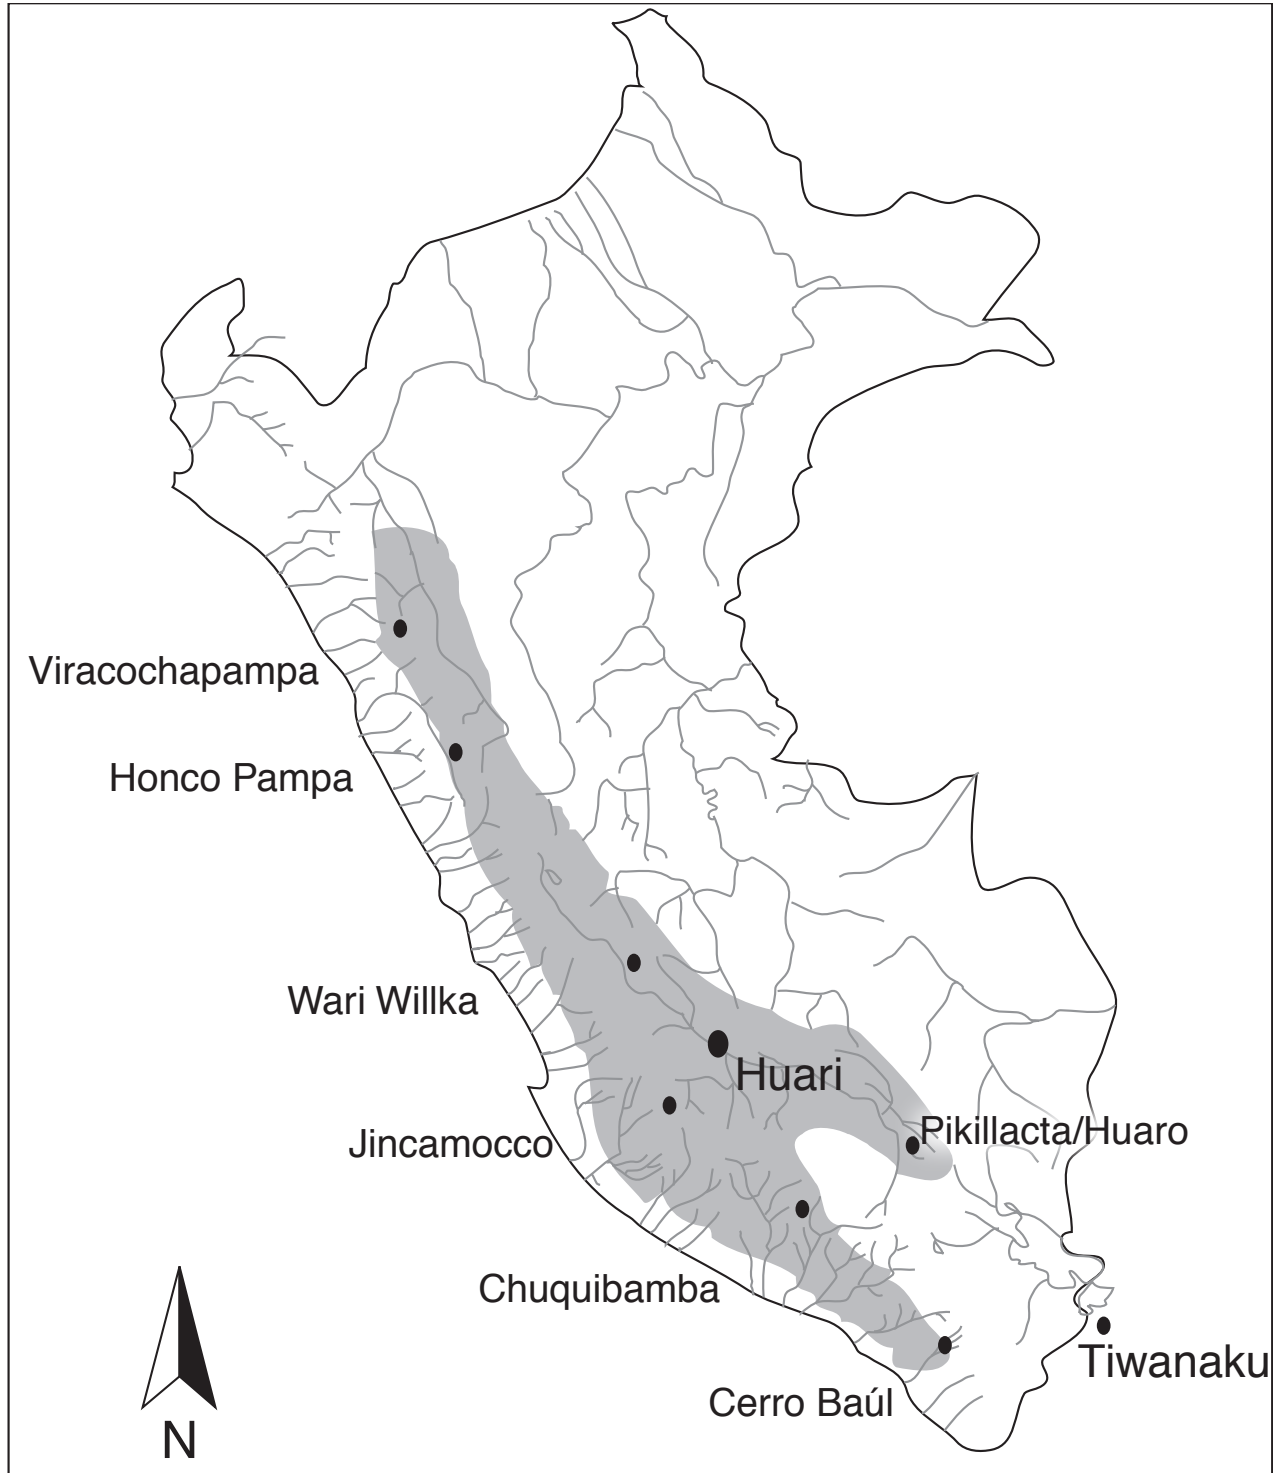 Viracochapampa
Honco Pampa
Wari Willka
Huari
Pikillacta/Huaro
Jincamocco
Chuquibamba
Tiwanaku
Cerro Baúl
N